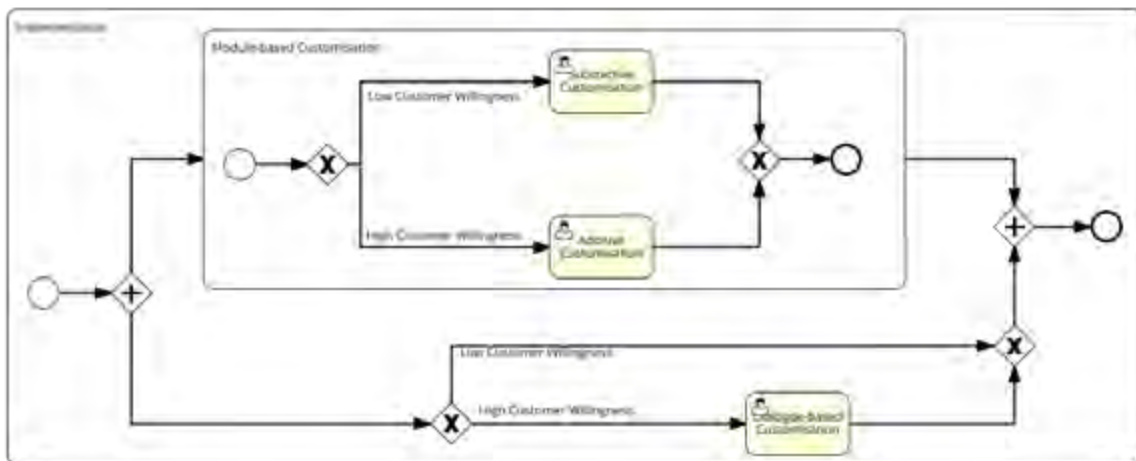 Module-based Customisation
Low Customer Willingness
Subtractive
Customisation
High Customer Willingness
Additive
Customisation
Low Customer Willingness
High Customer Willingness
Dialogue-Based
Customisation